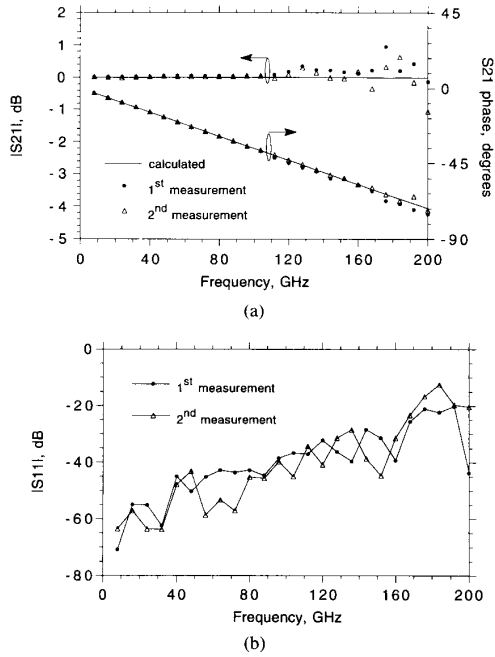 2
1
0
- 1
- 2
- 3
- 4
- 5
|S21|, dB
45
0
-45
-90
S21 phase, degrees
calculated
1st measurement
2nd measurement
0
40
80
120
160
200
Frequency, GHz
(a)
0
-20
-40
-60
-80
|S11|, dB
1st measurement
2nd measurement
0
40
80
120
160
200
Frequency, GHz
(b)